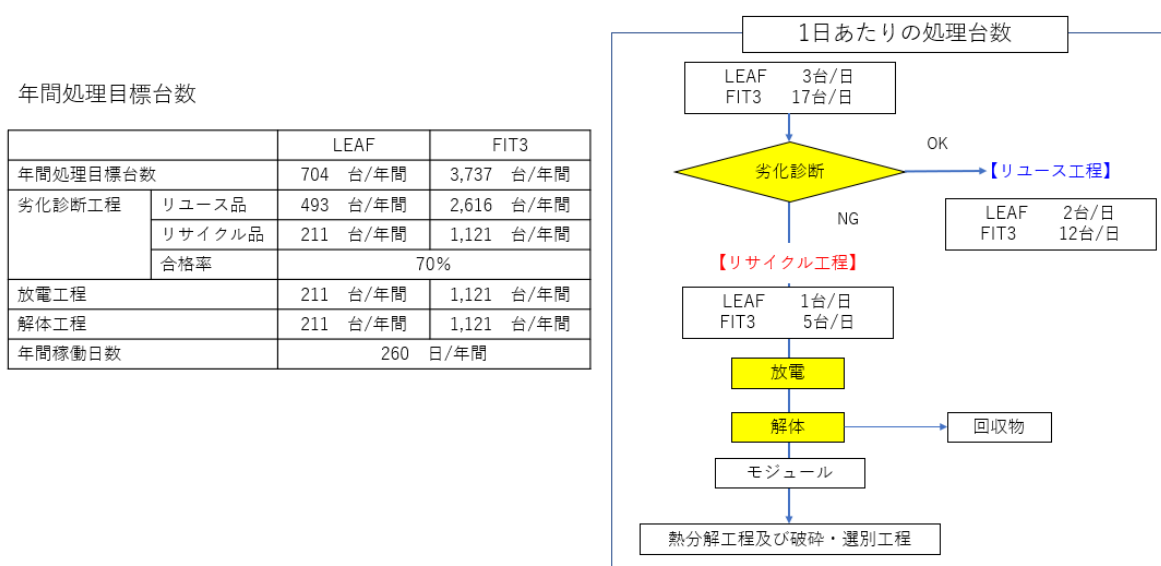 年間処理目標台数
LEAF FIT3
年間処理目標台数 704 台/年間 3,737 台/年間
劣化診断工程 リユース品 493 台/年間 2,616 台/年間
リサイクル品 211 台/年間 1,121 台/年間
合格率 70%
放電工程 211 台/年間 1,121 台/年間
解体工程 211 台/年間 1,121 台/年間
年間稼働日数 260 日/年間
1日あたりの処理台数
LEAF 3台/日
FIT3 17台/日
劣化診断
OK
【リユース工程】
LEAF 2台/日
FIT3 12台/日
NG
【リサイクル工程】
LEAF 1台/日
FIT3 5台/日
放電
解体
回収物
モジュール
熱分解工程及び破砕・選別工程